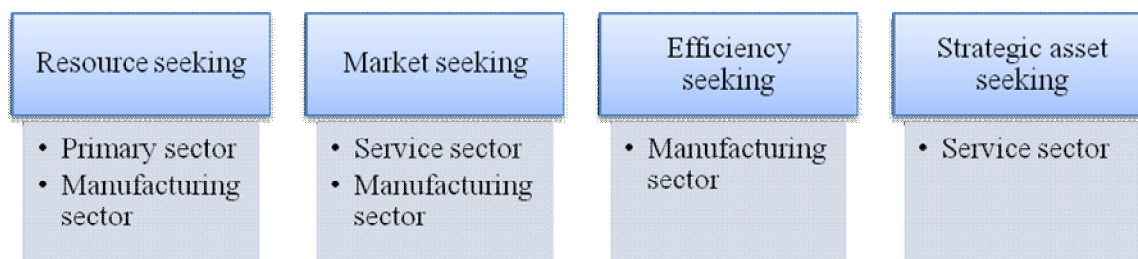 Resource seeking
• Primary sector
• Manufacturing
sector
Market seeking
• Service sector
• Manufacturing
sector
Efficiency
seeking
• Manufacturing
sector
Strategic asset
seeking
• Service sector